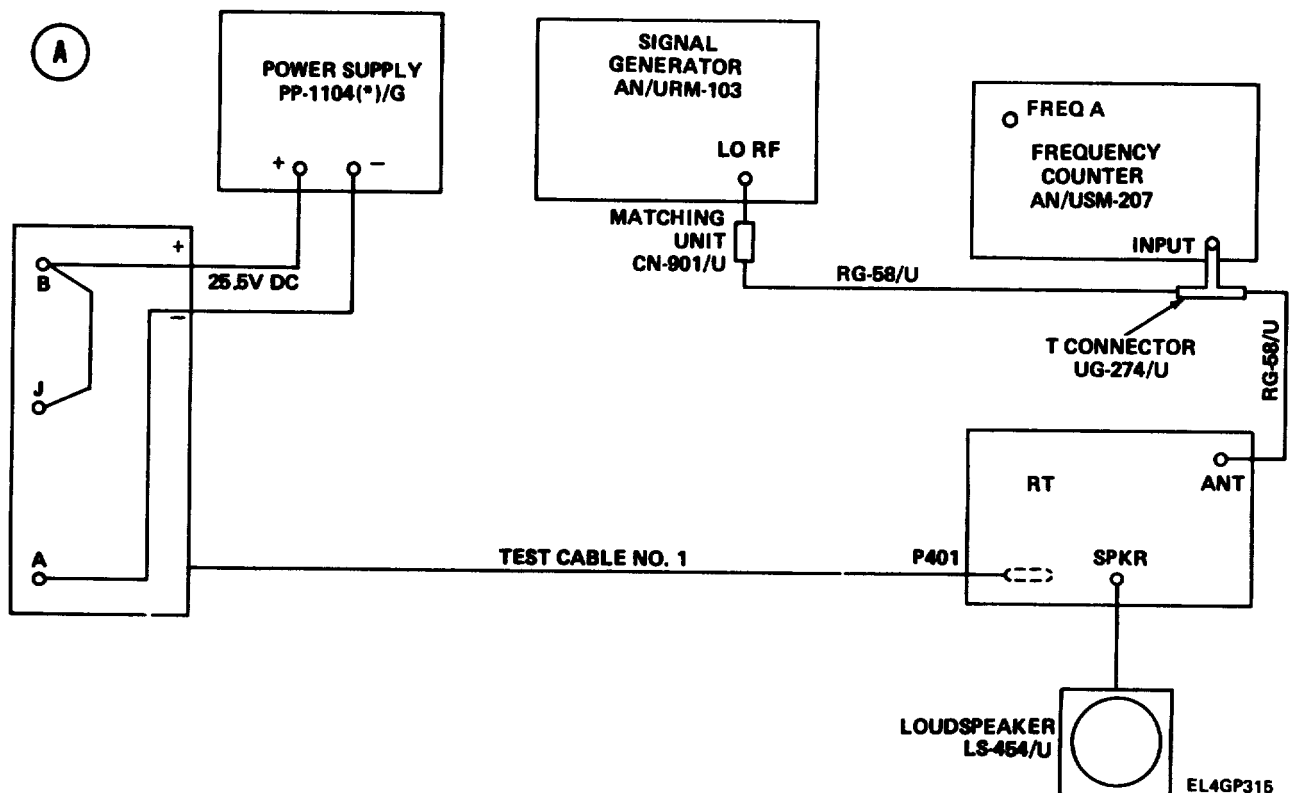 A
POWER SUPPLY
PP-1104(*)/G
+
−
SIGNAL
GENERATOR
AN/URM-103
LO RF
MATCHING
UNIT
CN-901/U
RG-58/U
FREQ A
FREQUENCY
COUNTER
AN/USM-207
INPUT
T CONNECTOR
UG-274/U
RG-58/U
+
B
25.5V DC
−
J
A
TEST CABLE NO. 1
P401
RT
ANT
SPKR
LOUDSPEAKER
LS-454/U
EL4GP315